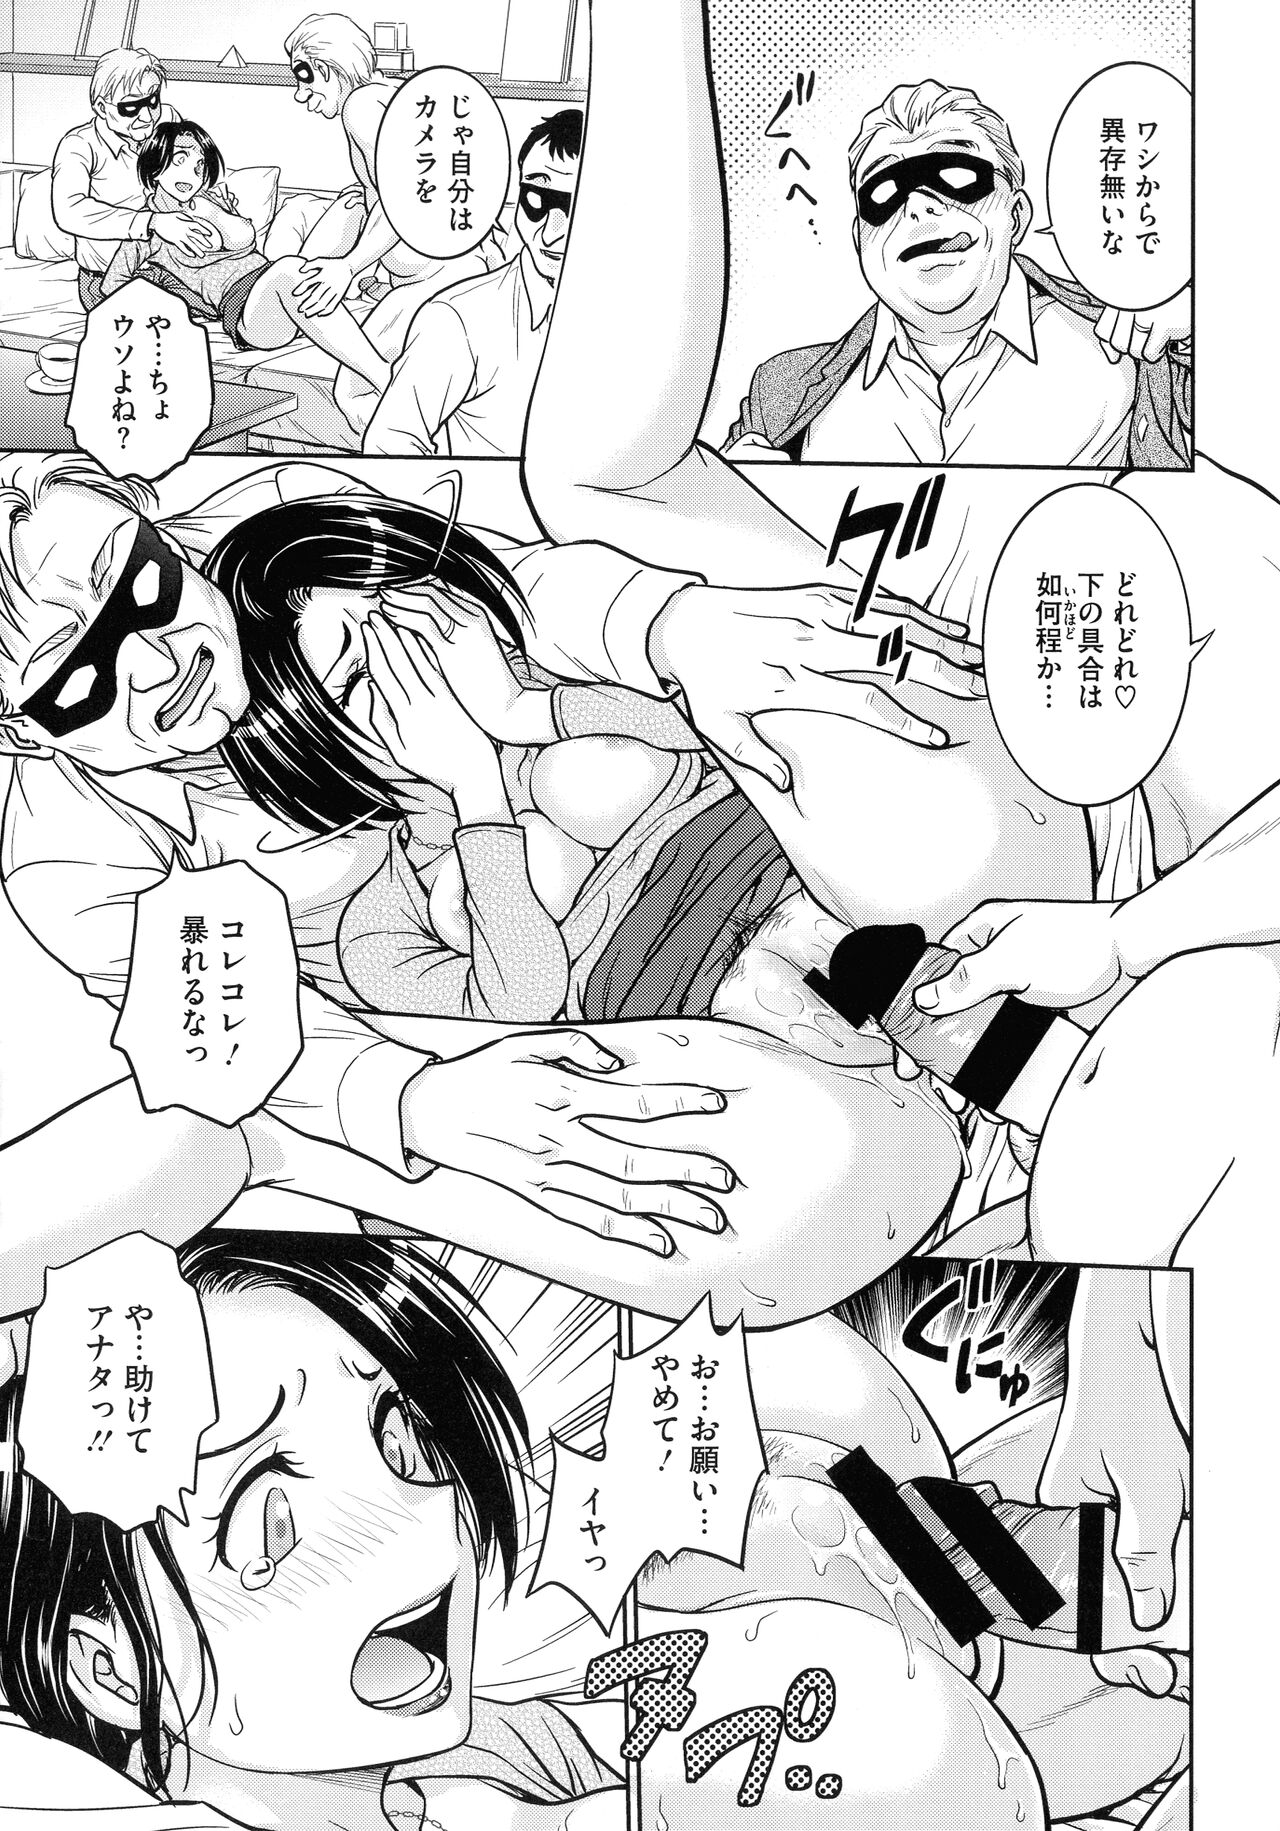 ワシからで
異存無いな
ぐへへ…
じゃ自分は
カメラを
や…ちょ
ウソよね？
どれどれ♡
下の具合は
如何程か…
いかほど
グッ
コレコレ！
暴れるなっ
お…お願い…
やめて！
イヤっ
ぐにゅ
や…助けて
アナタっ!!